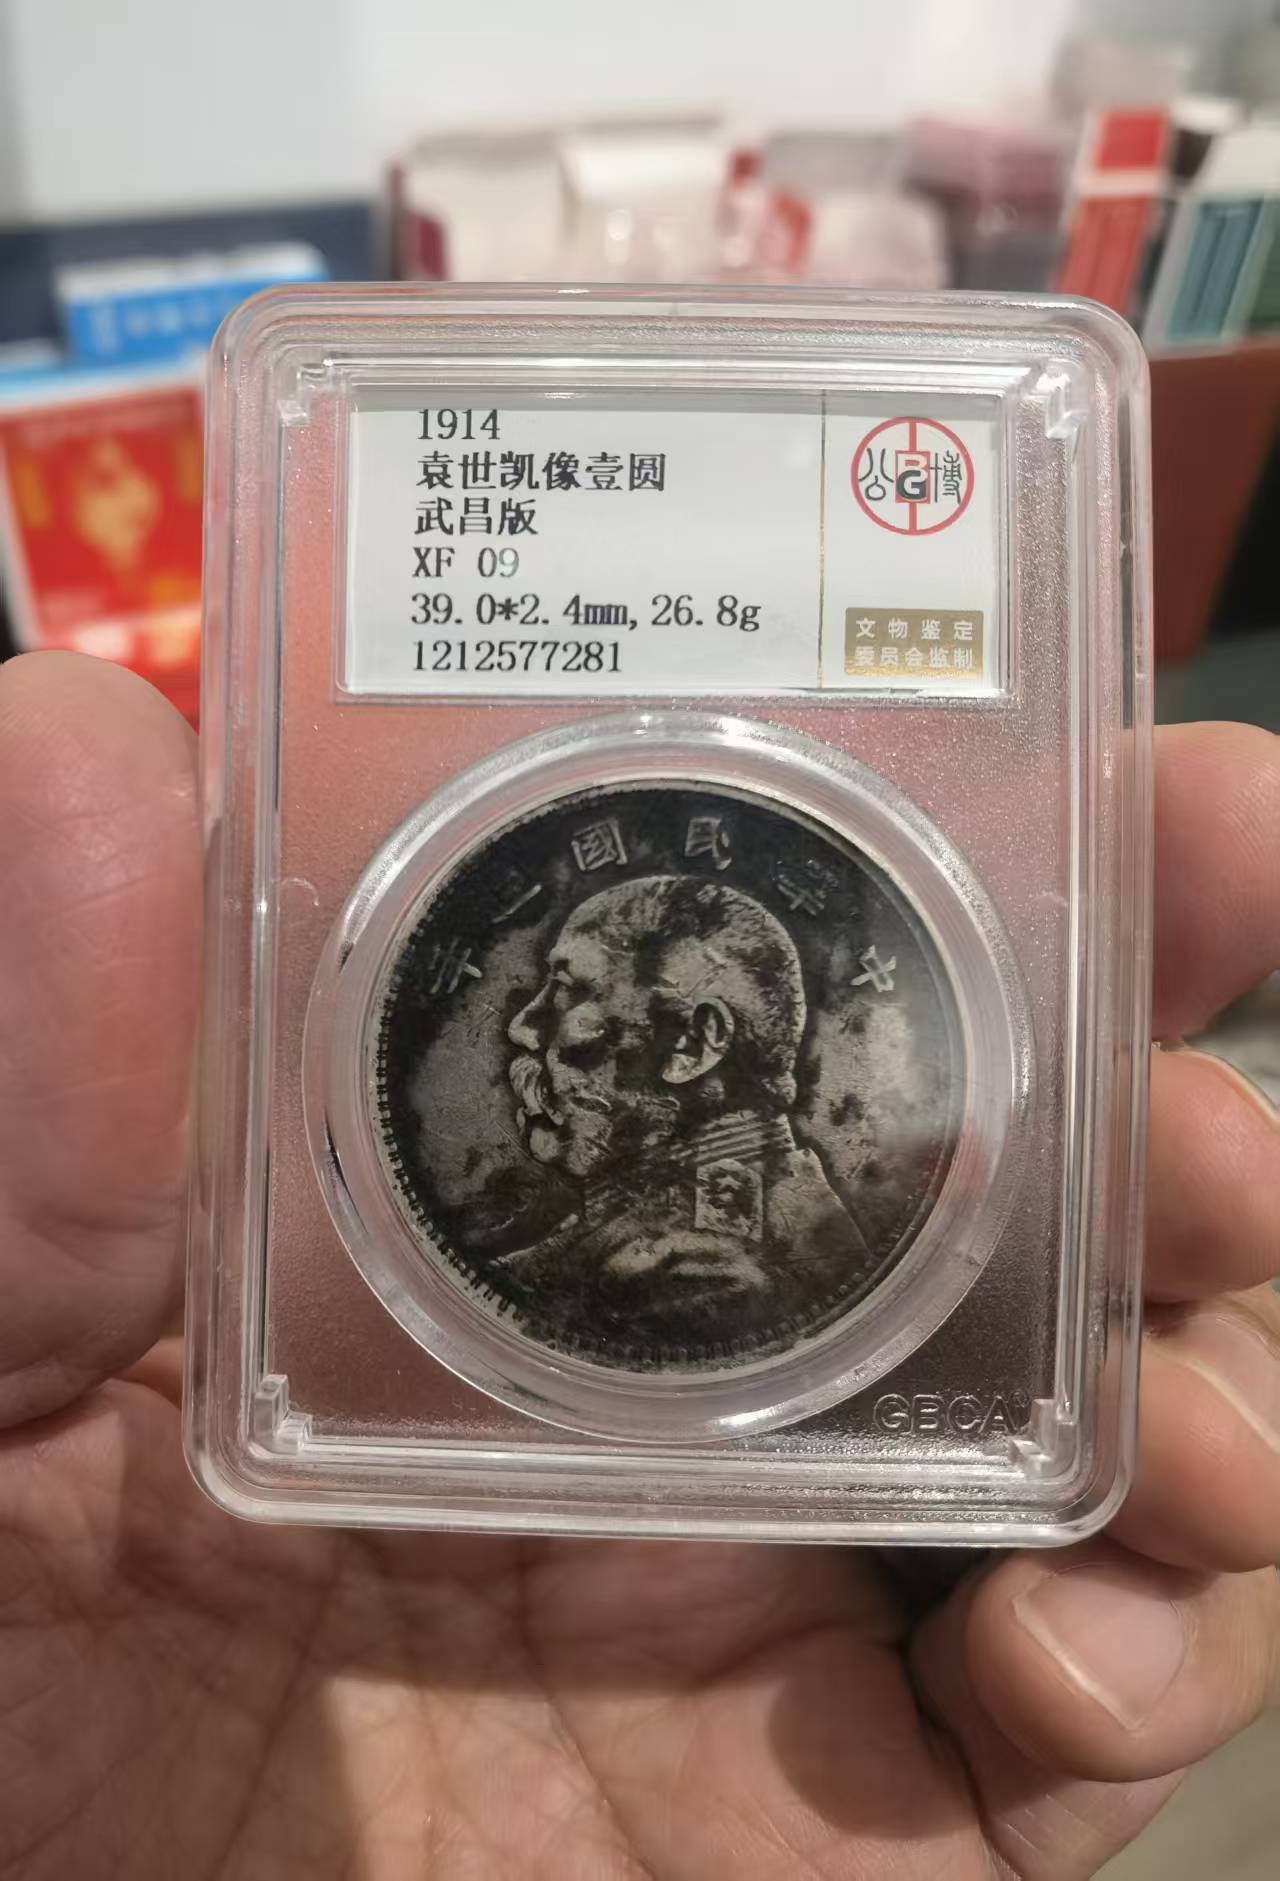 1914
袁世凯像壹圆
武昌版
XF 09
39.0*2.4mm,26.8g
1212577281
公 BG 博
文物鉴定
委员会监制
年三國民華中
GBCA